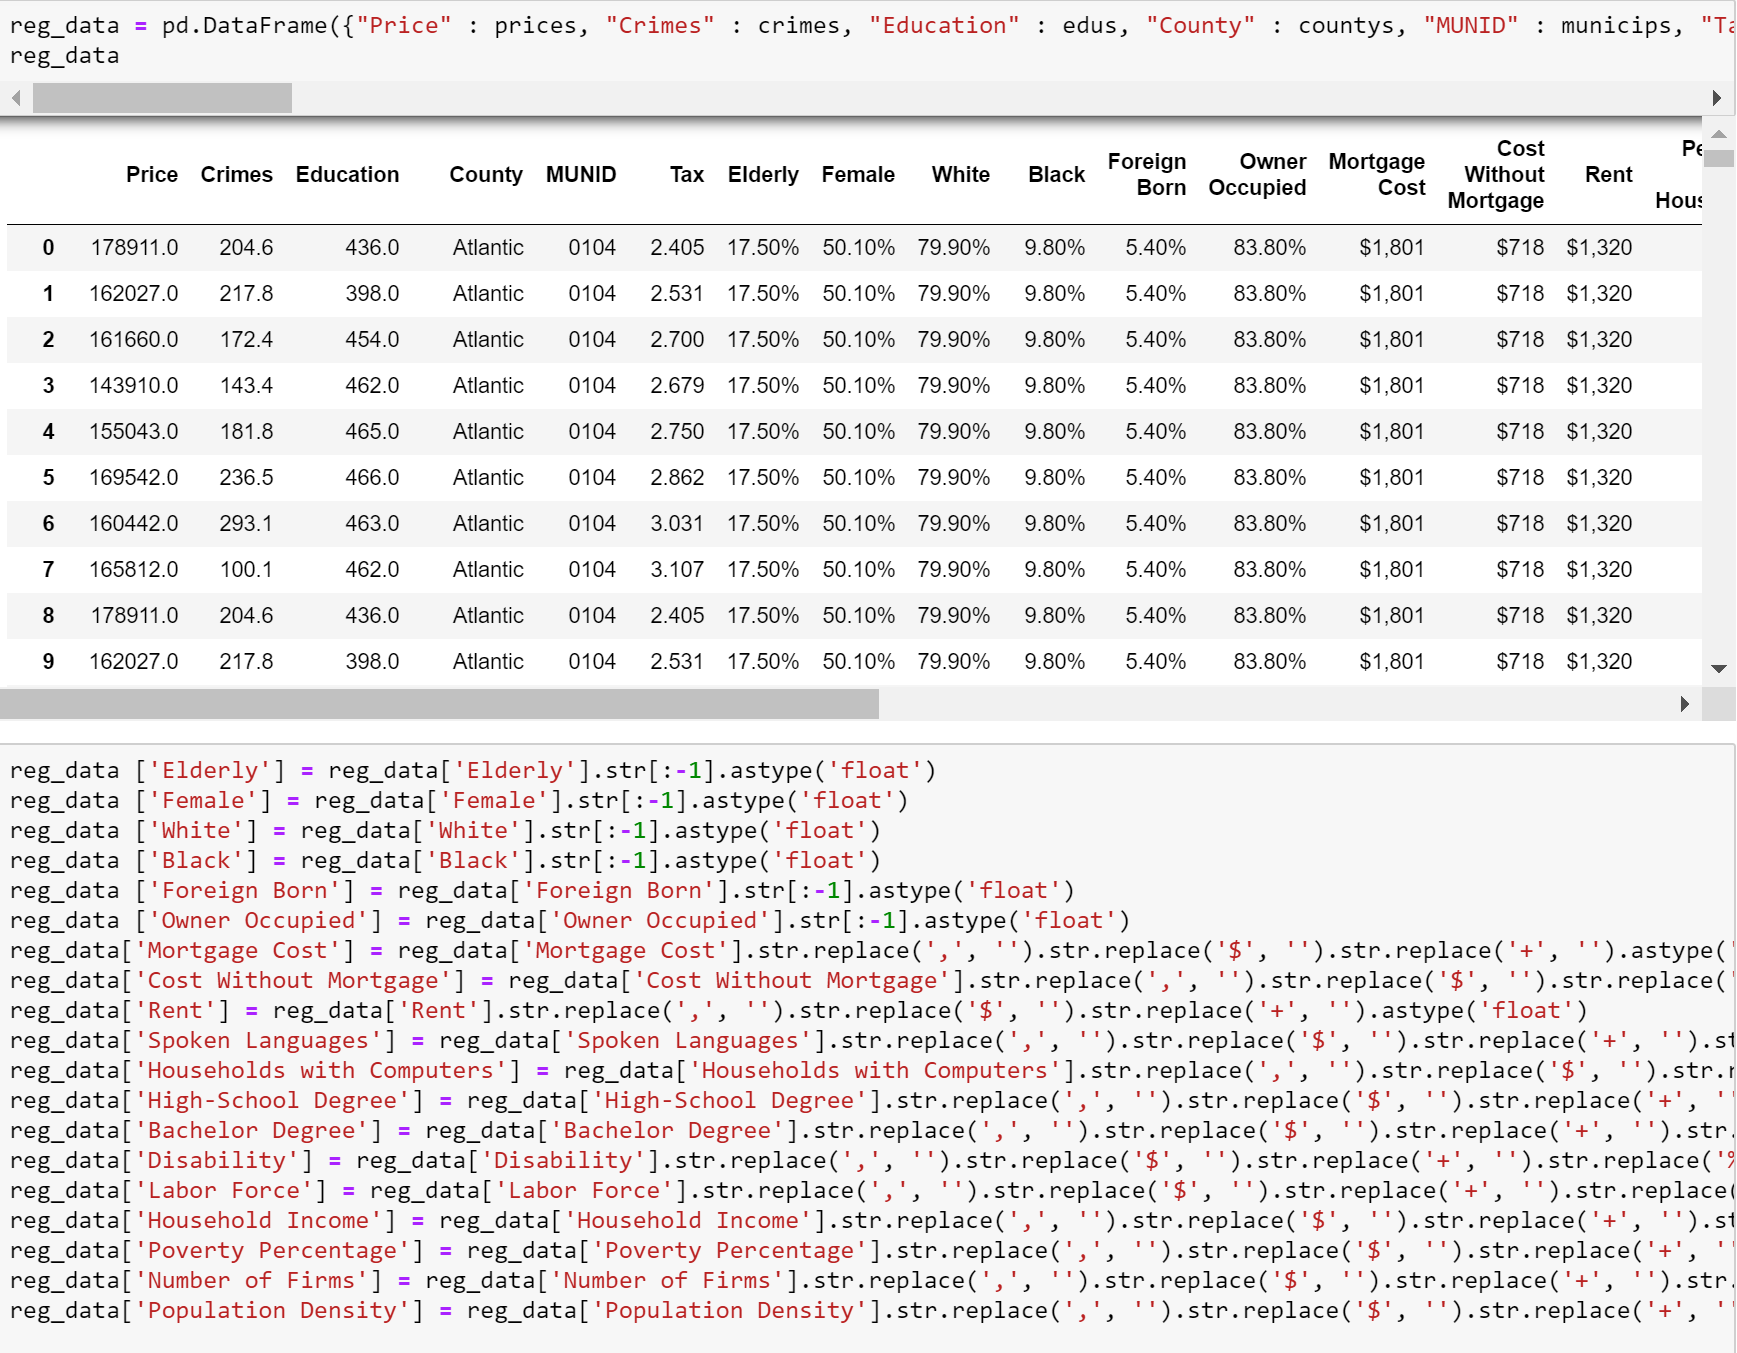 reg_data = pd.DataFrame({"Price" : prices, "Crimes" : crimes, "Education" : edus, "County" : countys, "MUNID" : municips, "Ta
reg_data
Price Crimes Education County MUNID Tax Elderly Female White Black Foreign Born Owner Occupied Mortgage Cost Cost Without Mortgage Rent Pe Hous
0 178911.0 204.6 436.0 Atlantic 0104 2.405 17.50% 50.10% 79.90% 9.80% 5.40% 83.80% $1,801 $718 $1,320
1 162027.0 217.8 398.0 Atlantic 0104 2.531 17.50% 50.10% 79.90% 9.80% 5.40% 83.80% $1,801 $718 $1,320
2 161660.0 172.4 454.0 Atlantic 0104 2.700 17.50% 50.10% 79.90% 9.80% 5.40% 83.80% $1,801 $718 $1,320
3 143910.0 143.4 462.0 Atlantic 0104 2.679 17.50% 50.10% 79.90% 9.80% 5.40% 83.80% $1,801 $718 $1,320
4 155043.0 181.8 465.0 Atlantic 0104 2.750 17.50% 50.10% 79.90% 9.80% 5.40% 83.80% $1,801 $718 $1,320
5 169542.0 236.5 466.0 Atlantic 0104 2.862 17.50% 50.10% 79.90% 9.80% 5.40% 83.80% $1,801 $718 $1,320
6 160442.0 293.1 463.0 Atlantic 0104 3.031 17.50% 50.10% 79.90% 9.80% 5.40% 83.80% $1,801 $718 $1,320
7 165812.0 100.1 462.0 Atlantic 0104 3.107 17.50% 50.10% 79.90% 9.80% 5.40% 83.80% $1,801 $718 $1,320
8 178911.0 204.6 436.0 Atlantic 0104 2.405 17.50% 50.10% 79.90% 9.80% 5.40% 83.80% $1,801 $718 $1,320
9 162027.0 217.8 398.0 Atlantic 0104 2.531 17.50% 50.10% 79.90% 9.80% 5.40% 83.80% $1,801 $718 $1,320
reg_data ['Elderly'] = reg_data['Elderly'].str[:-1].astype('float')
reg_data ['Female'] = reg_data['Female'].str[:-1].astype('float')
reg_data ['White'] = reg_data['White'].str[:-1].astype('float')
reg_data ['Black'] = reg_data['Black'].str[:-1].astype('float')
reg_data ['Foreign Born'] = reg_data['Foreign Born'].str[:-1].astype('float')
reg_data ['Owner Occupied'] = reg_data['Owner Occupied'].str[:-1].astype('float')
reg_data['Mortgage Cost'] = reg_data['Mortgage Cost'].str.replace(',', '').str.replace('$', '').str.replace('+', '').astype('
reg_data['Cost Without Mortgage'] = reg_data['Cost Without Mortgage'].str.replace(',', '').str.replace('$', '').str.replace('
reg_data['Rent'] = reg_data['Rent'].str.replace(',', '').str.replace('$', '').str.replace('+', '').astype('float')
reg_data['Spoken Languages'] = reg_data['Spoken Languages'].str.replace(',', '').str.replace('$', '').str.replace('+', '').st
reg_data['Households with Computers'] = reg_data['Households with Computers'].str.replace(',', '').str.replace('$', '').str.r
reg_data['High-School Degree'] = reg_data['High-School Degree'].str.replace(',', '').str.replace('$', '').str.replace('+', ''
reg_data['Bachelor Degree'] = reg_data['Bachelor Degree'].str.replace(',', '').str.replace('$', '').str.replace('+', '').str.
reg_data['Disability'] = reg_data['Disability'].str.replace(',', '').str.replace('$', '').str.replace('+', '').str.replace('%
reg_data['Labor Force'] = reg_data['Labor Force'].str.replace(',', '').str.replace('$', '').str.replace('+', '').str.replace(
reg_data['Household Income'] = reg_data['Household Income'].str.replace(',', '').str.replace('$', '').str.replace('+', '').st
reg_data['Poverty Percentage'] = reg_data['Poverty Percentage'].str.replace(',', '').str.replace('$', '').str.replace('+', ''
reg_data['Number of Firms'] = reg_data['Number of Firms'].str.replace(',', '').str.replace('$', '').str.replace('+', '').str.
reg_data['Population Density'] = reg_data['Population Density'].str.replace(',', '').str.replace('$', '').str.replace('+', ''